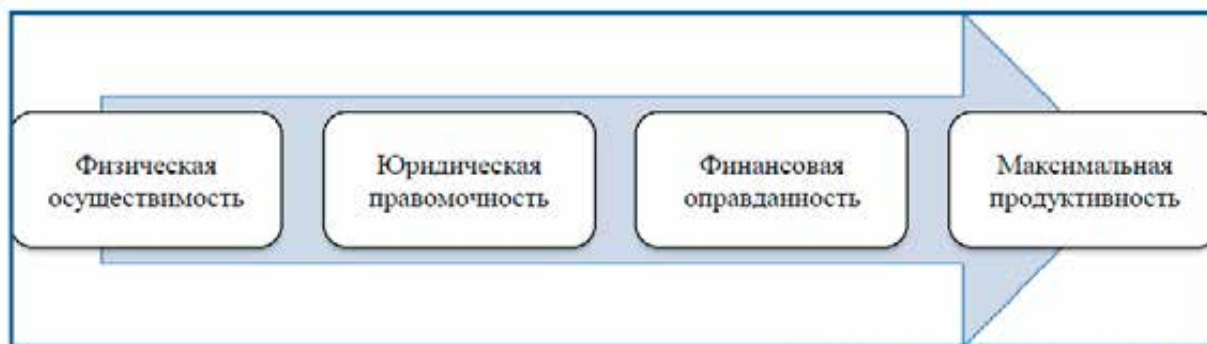 Физическая
осуществимость
Юридическая
правомочность
Финансовая
оправданность
Максимальная
продуктивность